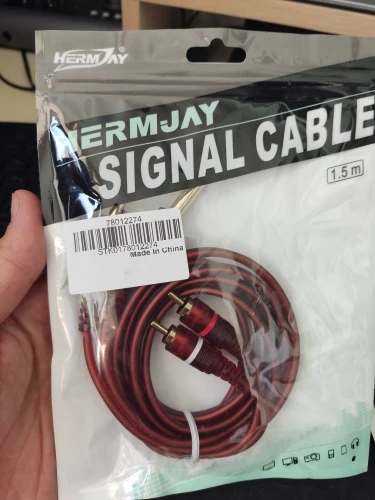 HERMJAY
HERMJAY
SIGNAL CABLE
1.5 m
78012274
STK0178012274
Made In China